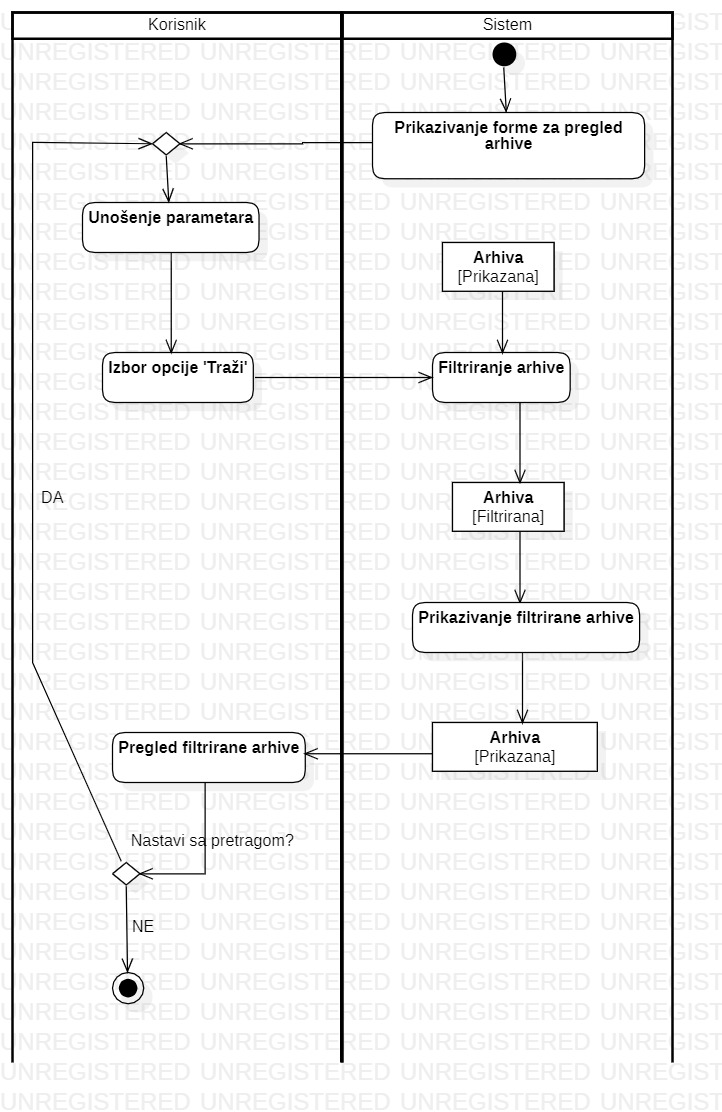 Korisnik
Sistem
Prikazivanje forme za pregled
arhive
Unošenje parametara
Arhiva
[Prikazana]
Izbor opcije 'Traži'
Filtriranje arhive
DA
Arhiva
[Filtrirana]
Prikazivanje filtrirane arhive
Arhiva
[Prikazana]
Pregled filtrirane arhive
Nastavi sa pretragom?
NE
UNREGISTERED